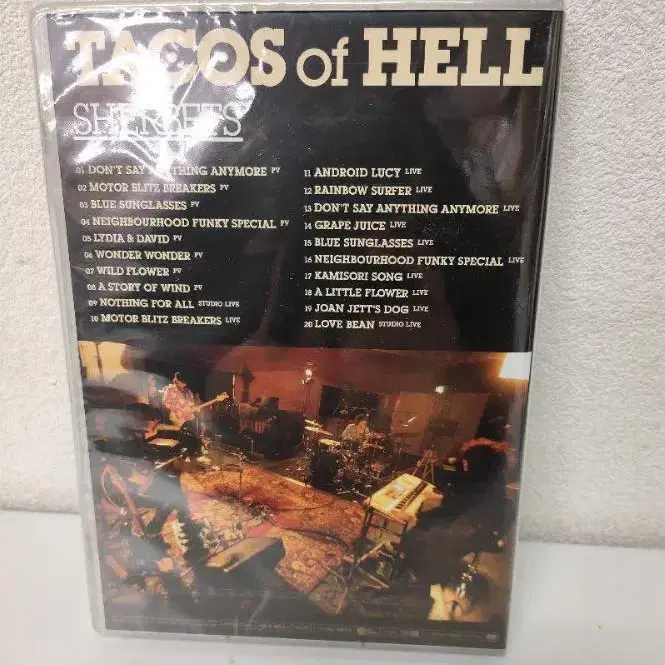 TACOS of HELL
SHERBETS
01 DON'T SAY ANYTHING ANYMORE PV
02 MOTOR BLITZ BREAKERS PV
03 BLUE SUNGLASSES PV
04 NEIGHBOURHOOD FUNKY SPECIAL PV
05 LYDIA & DAVID PV
06 WONDER WONDER PV
07 WILD FLOWER PV
08 A STORY OF WIND PV
09 NOTHING FOR ALL STUDIO LIVE
10 MOTOR BLITZ BREAKERS LIVE
11 ANDROID LUCY LIVE
12 RAINBOW SURFER LIVE
13 DON'T SAY ANYTHING ANYMORE LIVE
14 GRAPE JUICE LIVE
15 BLUE SUNGLASSES LIVE
16 NEIGHBOURHOOD FUNKY SPECIAL LIVE
17 KAMISORI SONG LIVE
18 A LITTLE FLOWER LIVE
19 JOAN JETT'S DOG LIVE
20 LOVE BEAN STUDIO LIVE